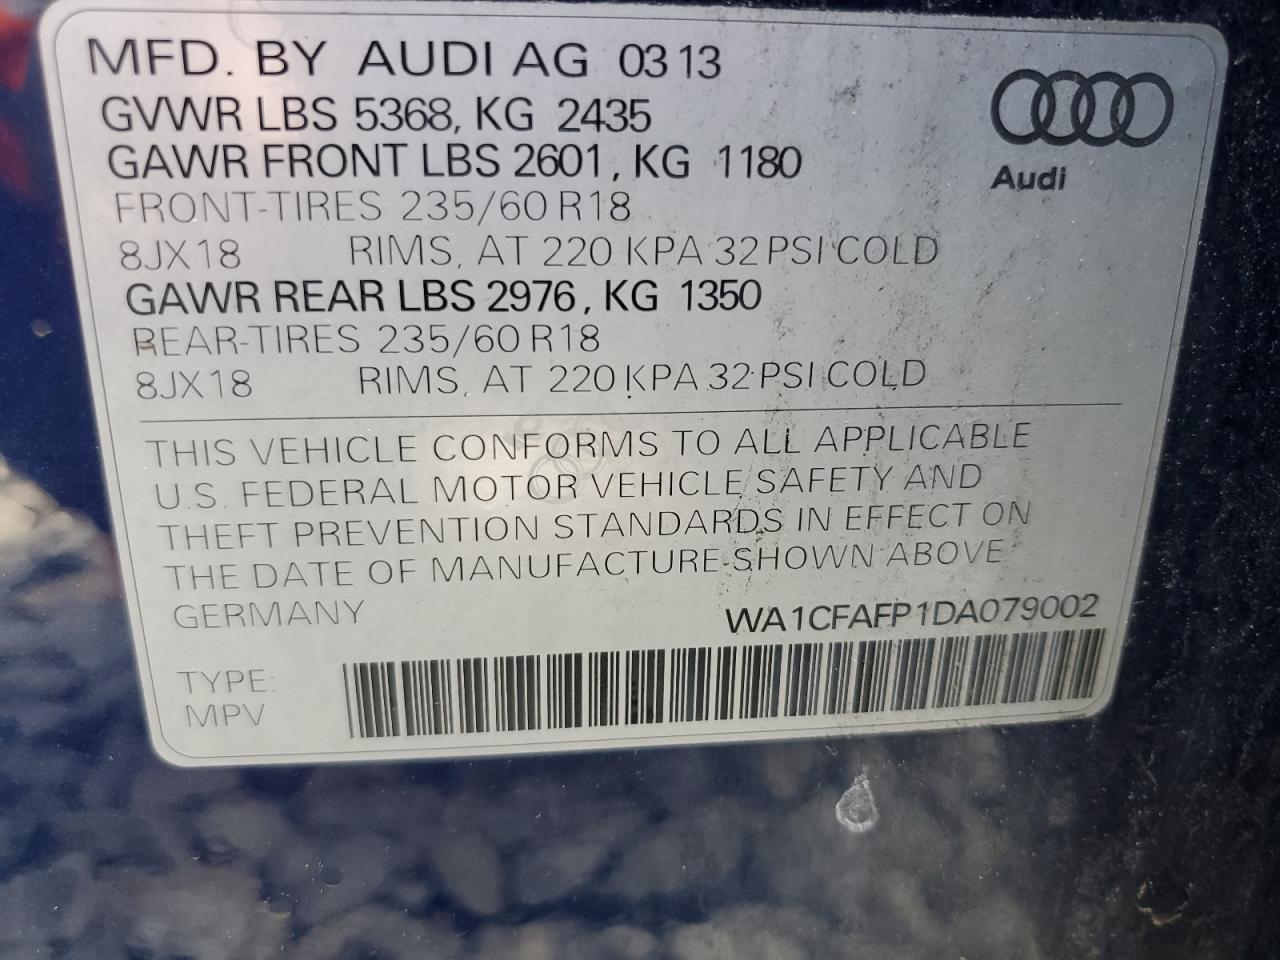 MFD. BY AUDI AG 03 13
GVWR LBS 5368, KG 2435
GAWR FRONT LBS 2601, KG 1180
FRONT-TIRES 235/60 R18
8JX18 RIMS, AT 220 KPA 32 PSI COLD
GAWR REAR LBS 2976, KG 1350
REAR-TIRES 235/60 R18
8JX18 RIMS, AT 220 KPA 32 PSI COLD
Audi
THIS VEHICLE CONFORMS TO ALL APPLICABLE
U.S. FEDERAL MOTOR VEHICLE SAFETY AND
THEFT PREVENTION STANDARDS IN EFFECT ON
THE DATE OF MANUFACTURE SHOWN ABOVE
GERMANY WA1CFAFP1DA079002
TYPE:
MPV